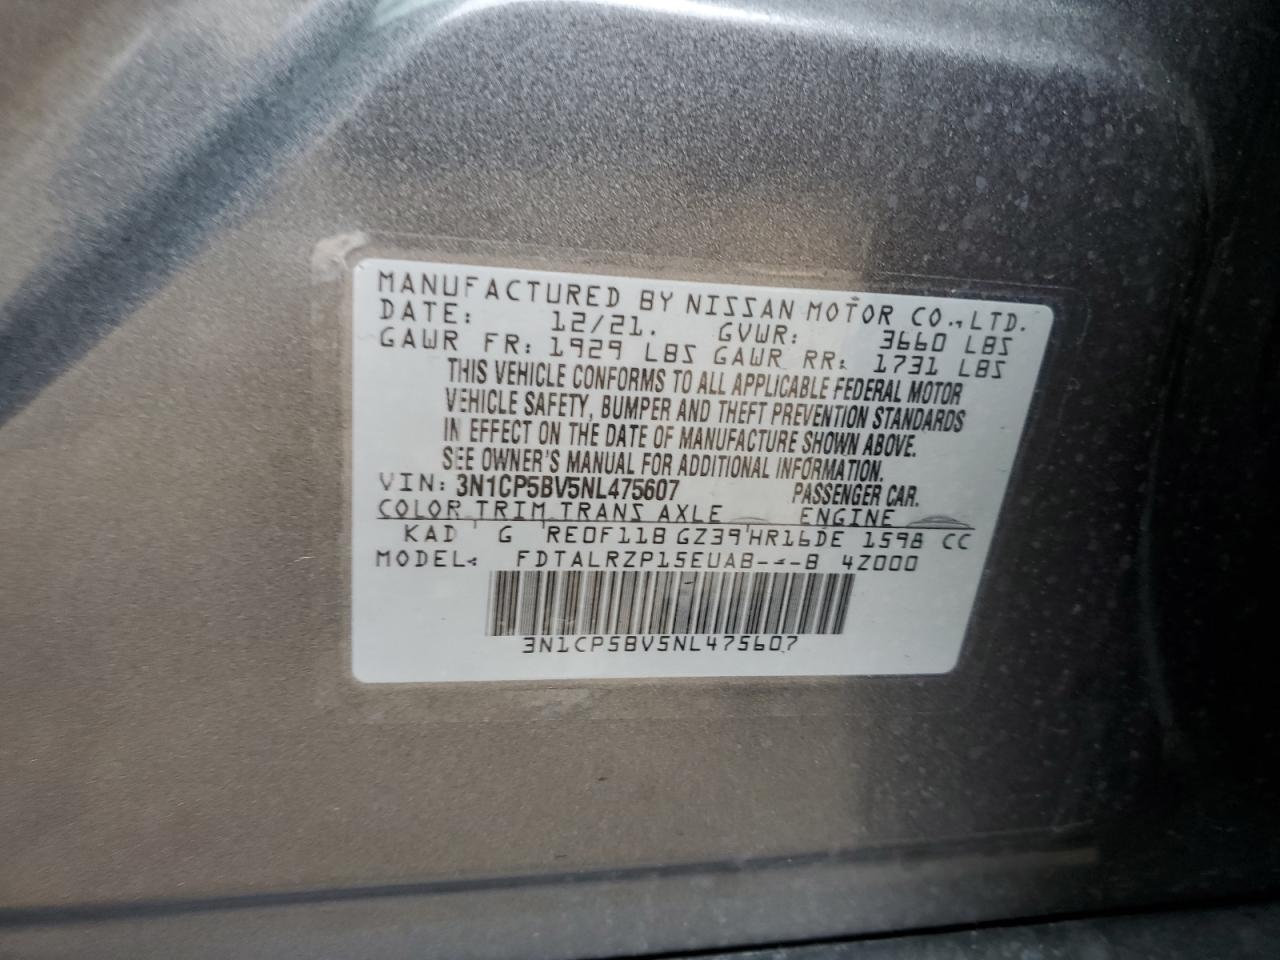 MANUFACTURED BY NISSAN MOTOR CO.,LTD.
DATE: 12/21. GVWR: 3660 LBS
GAWR FR: 1929 LBS GAWR RR: 1731 LBS
THIS VEHICLE CONFORMS TO ALL APPLICABLE FEDERAL MOTOR
VEHICLE SAFETY, BUMPER AND THEFT PREVENTION STANDARDS
IN EFFECT ON THE DATE OF MANUFACTURE SHOWN ABOVE.
SEE OWNER'S MANUAL FOR ADDITIONAL INFORMATION.
VIN: 3N1CP5BV5NL475607 PASSENGER CAR.
COLOR TRIM TRANS AXLE ENGINE
KAD G RE0F11B GZ39 HR16DE 1598 CC
MODEL: FDTALRZP15EUAB---B 4Z000
3N1CP5BV5NL475607